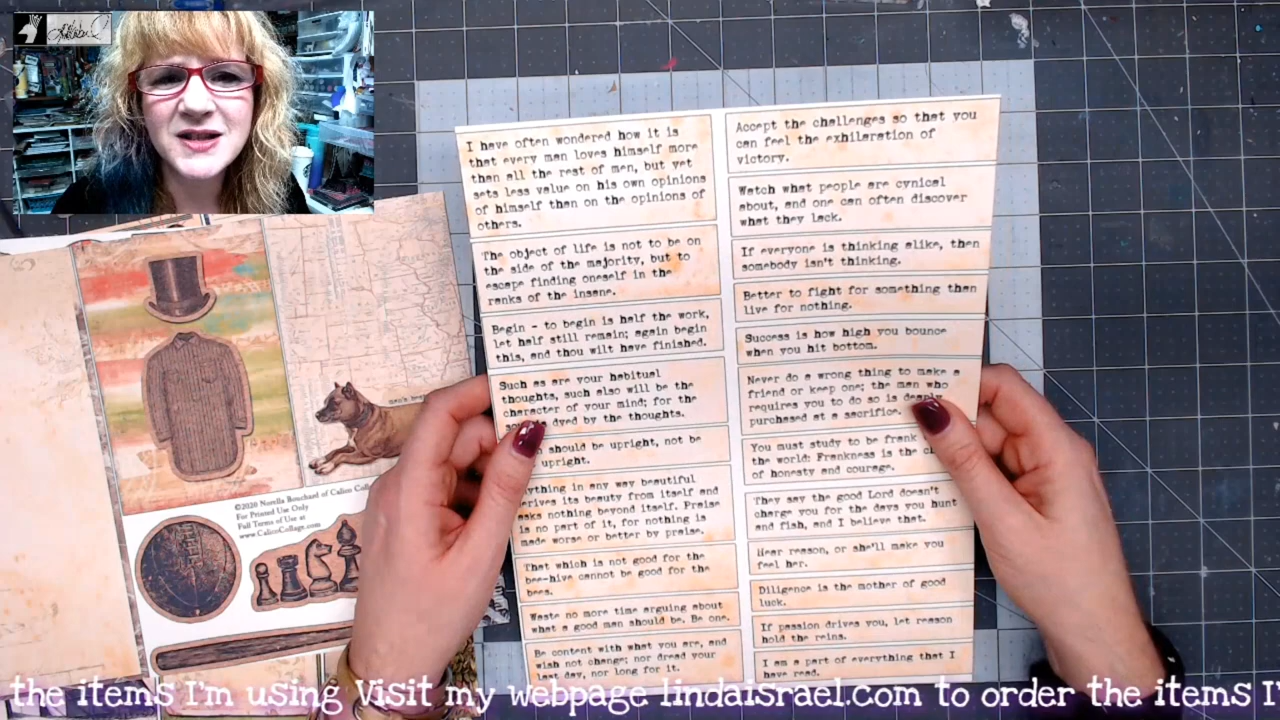 I have often wondered how it is
that every man loves himself more
than all the rest of men, but yet
sets less value on his own opinions
of himself than on the opinions of
others.
The object of life is not to be on
the side of the majority, but to
escape finding oneself in the
ranks of the insane.
Begin - to begin is half the work,
let half still remain; again begin
this, and thou wilt have finished.
Such as are your habitual
thoughts, such also will be the
character of your mind; for the
dyed by the thoughts.
should be upright, not be
upright.
ything in any way beautiful
erives its beauty from itself and
asks nothing beyond itself. Praise
is no part of it, for nothing is
made worse or better by praise.
That which is not good for the
bee-hive cannot be good for the
bees.
Waste no more time arguing about
what a good man should be. Be one.
Be content with what you are, and
wish not change; nor dread your
last day, nor long for it.
Accept the challenges so that you
can feel the exhilaration of
victory.
Watch what people are cynical
about, and one can often discover
what they lack.
If everyone is thinking alike, then
somebody isn't thinking.
Better to fight for something than
live for nothing.
Success is how high you bounce
when you hit bottom.
Never do a wrong thing to make a
friend or keep one; the man who
requires you to do so is dearly
purchased at a sacrifice.
You must study to be frank
the world: Frankness is the
of honesty and courage.
They say the good Lord doesn't
charge you for the days you hunt
and fish, and I believe that.
Hear reason, or she'll make you
feel her.
Diligence is the mother of good
luck.
If passion drives you, let reason
hold the reins.
I am a part of everything that I
have read.
©2020 Norella Bouchard of Calico
For Printed Use Only
Full Terms of Use at
www.CalicoCollage.com
the items I'm using Visit my webpage lindaisrael.com to order the items I'